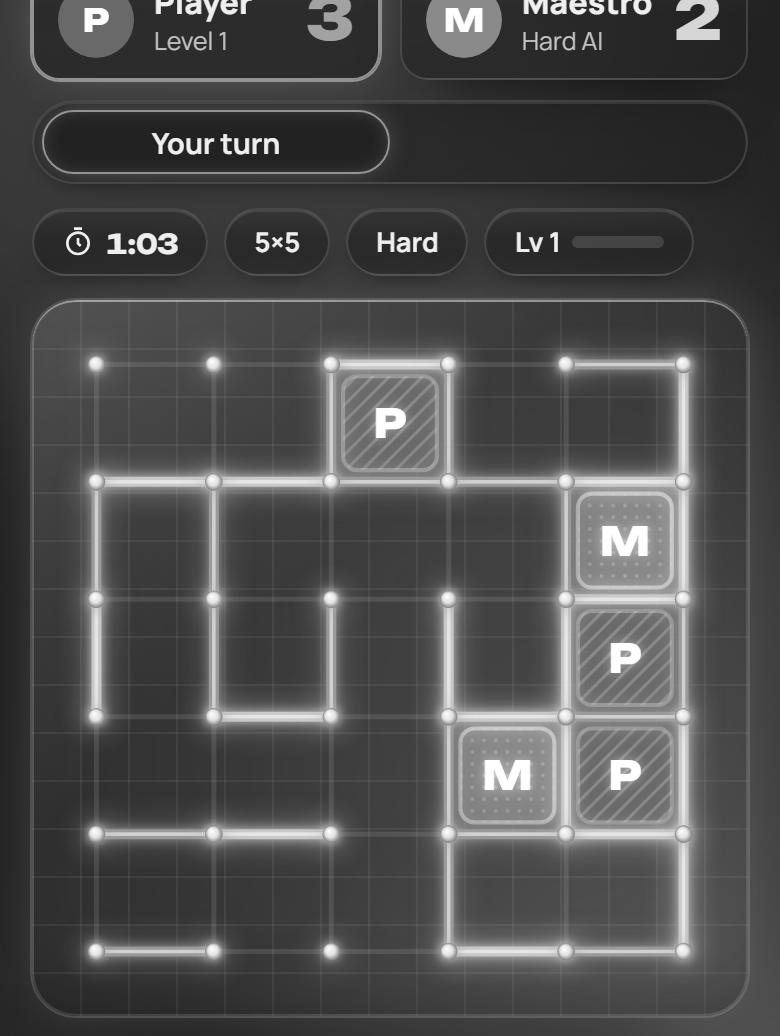 P Player 3
Level 1
M Maestro 2
Hard AI
Your turn
1:03 5×5 Hard Lv 1
P
M
P
M P